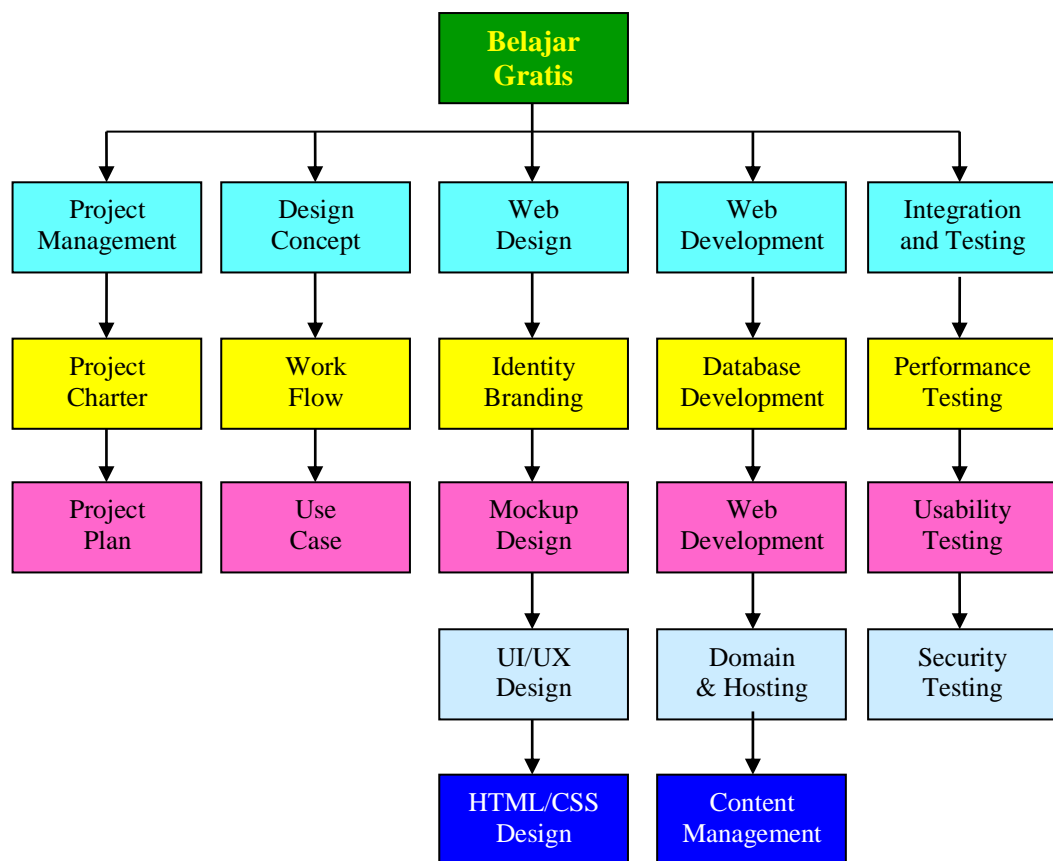 Belajar
Gratis
Project
Management
Design
Concept
Web
Design
Web
Development
Integration
and Testing
Project
Charter
Work
Flow
Identity
Branding
Database
Development
Performance
Testing
Project
Plan
Use
Case
Mockup
Design
Web
Development
Usability
Testing
UI/UX
Design
Domain
& Hosting
Security
Testing
HTML/CSS
Design
Content
Management